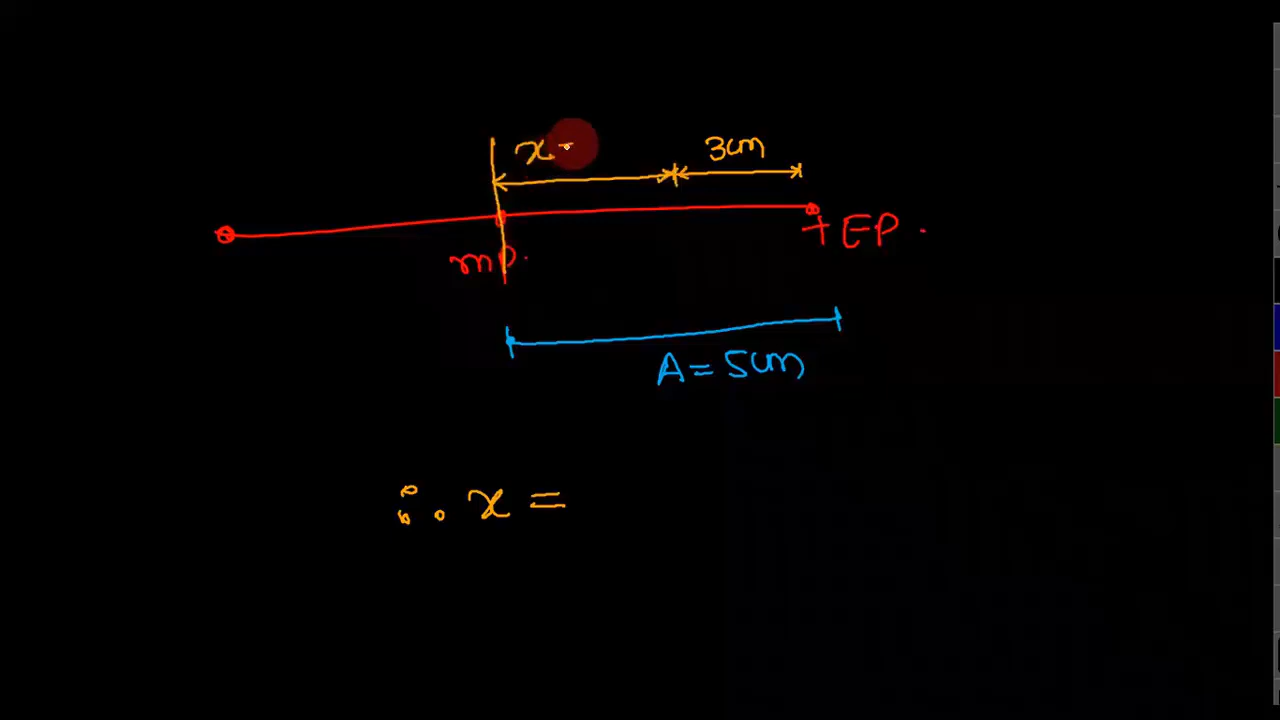 x - 3cm
mp. + EP.
A = 5cm
∴ x =